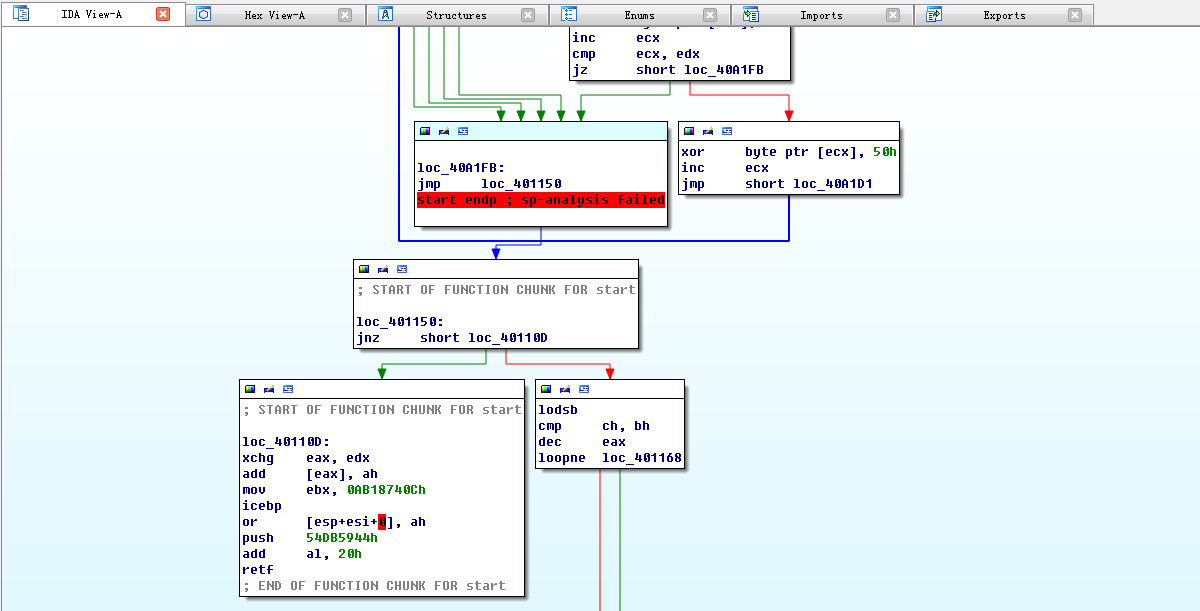 IDA View-A
Hex View-A
Structures
Enums
Imports
Exports
inc ecx
cmp ecx, edx
jz short loc_40A1FB
loc_40A1FB:
jmp loc_401150
start endp ; sp-analysis failed
xor byte ptr [ecx], 50h
inc ecx
jmp short loc_40A1D1
; START OF FUNCTION CHUNK FOR start
loc_401150:
jnz short loc_40110D
; START OF FUNCTION CHUNK FOR start
loc_40110D:
xchg eax, edx
add [eax], ah
mov ebx, 0AB18740Ch
icebp
or [esp+esi+0], ah
push 54DB5944h
add al, 20h
retf
; END OF FUNCTION CHUNK FOR start
lodsb
cmp ch, bh
dec eax
loopne loc_401168